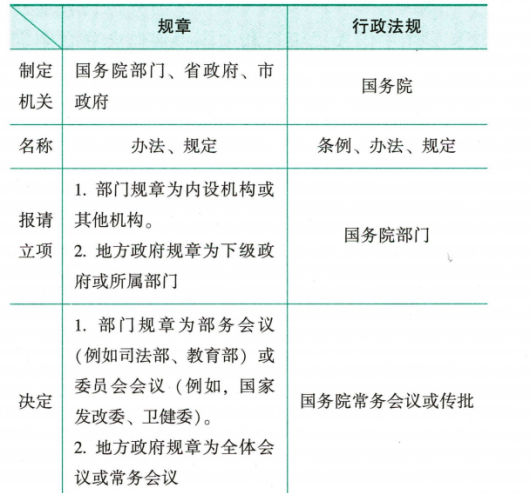 规章 行政法规
制定
机关
国务院部门、省政府、市
政府
国务院
名称 办法、规定 条例、办法、规定
报请
立项
1. 部门规章为内设机构或
其他机构。
2. 地方政府规章为下级政
府或所属部门
国务院部门
决定
1. 部门规章为部务会议
(例如司法部、教育部) 或
委员会会议 (例如, 国家
发改委、卫健委)。
2. 地方政府规章为全体会
议或常务会议
国务院常务会议或传批